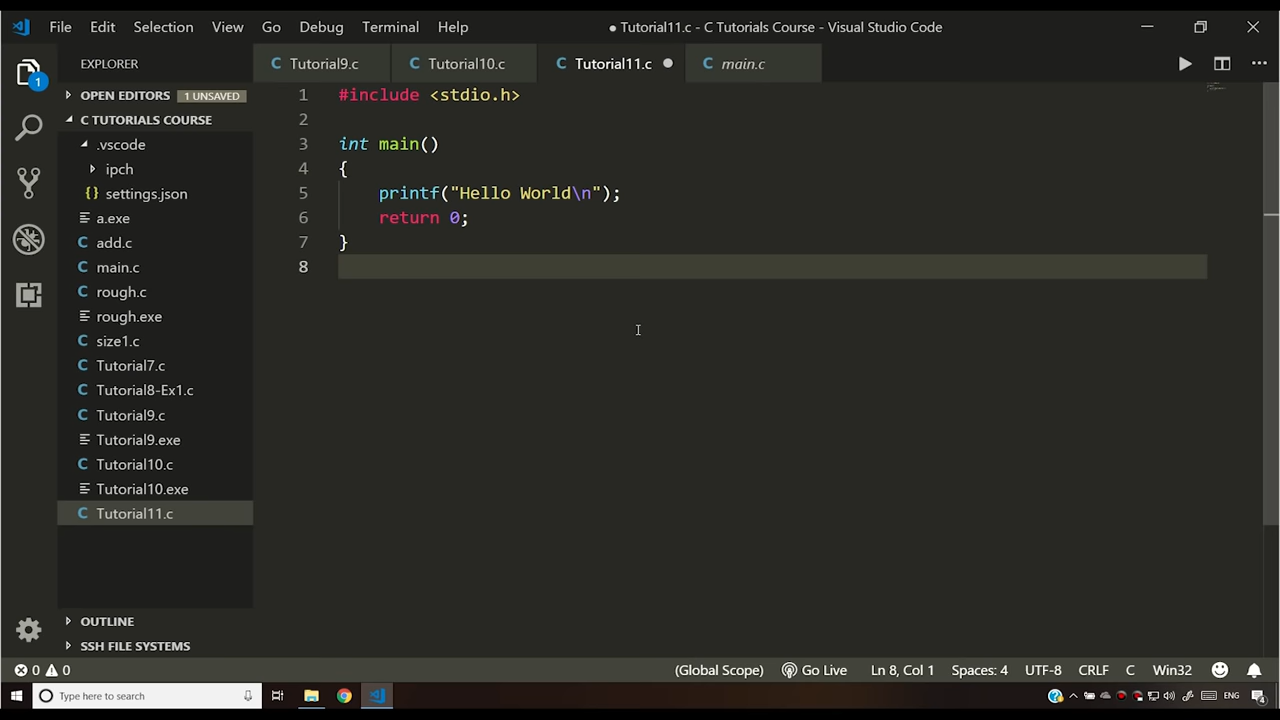 File Edit Selection View Go Debug Terminal Help ● Tutorial11.c - C Tutorials Course - Visual Studio Code
EXPLORER
Tutorial9.c Tutorial10.c Tutorial11.c main.c
1
OPEN EDITORS 1 UNSAVED
C TUTORIALS COURSE
.vscode
ipch
{} settings.json
a.exe
C add.c
C main.c
C rough.c
rough.exe
C size1.c
C Tutorial7.c
C Tutorial8-Ex1.c
C Tutorial9.c
Tutorial9.exe
C Tutorial10.c
Tutorial10.exe
C Tutorial11.c
OUTLINE
SSH FILE SYSTEMS
1 #include <stdio.h>
2
3 int main()
4 {
5     printf("Hello World\n");
6     return 0;
7 }
8
0 0 (Global Scope) Go Live Ln 8, Col 1 Spaces: 4 UTF-8 CRLF C Win32
Type here to search ENG 4